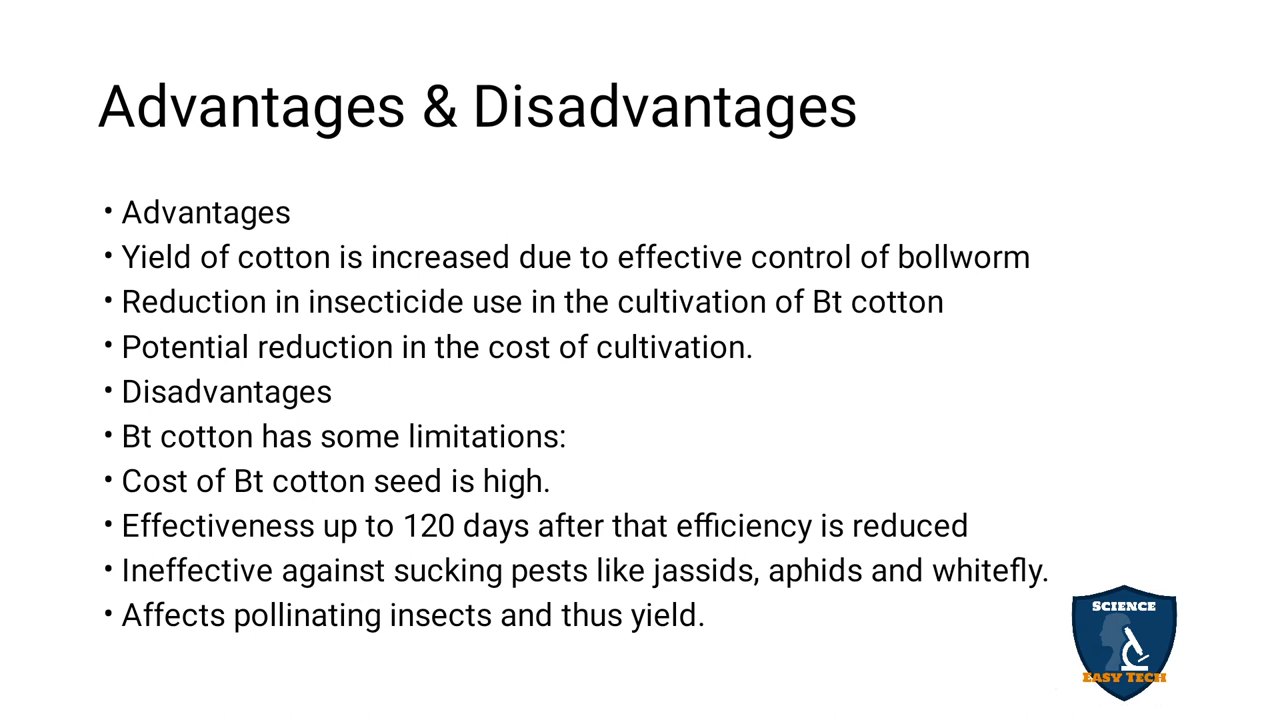 Advantages & Disadvantages
• Advantages
• Yield of cotton is increased due to effective control of bollworm
• Reduction in insecticide use in the cultivation of Bt cotton
• Potential reduction in the cost of cultivation.
• Disadvantages
• Bt cotton has some limitations:
• Cost of Bt cotton seed is high.
• Effectiveness up to 120 days after that efficiency is reduced
• Ineffective against sucking pests like jassids, aphids and whitefly.
• Affects pollinating insects and thus yield.
SCIENCE
EASY TECH